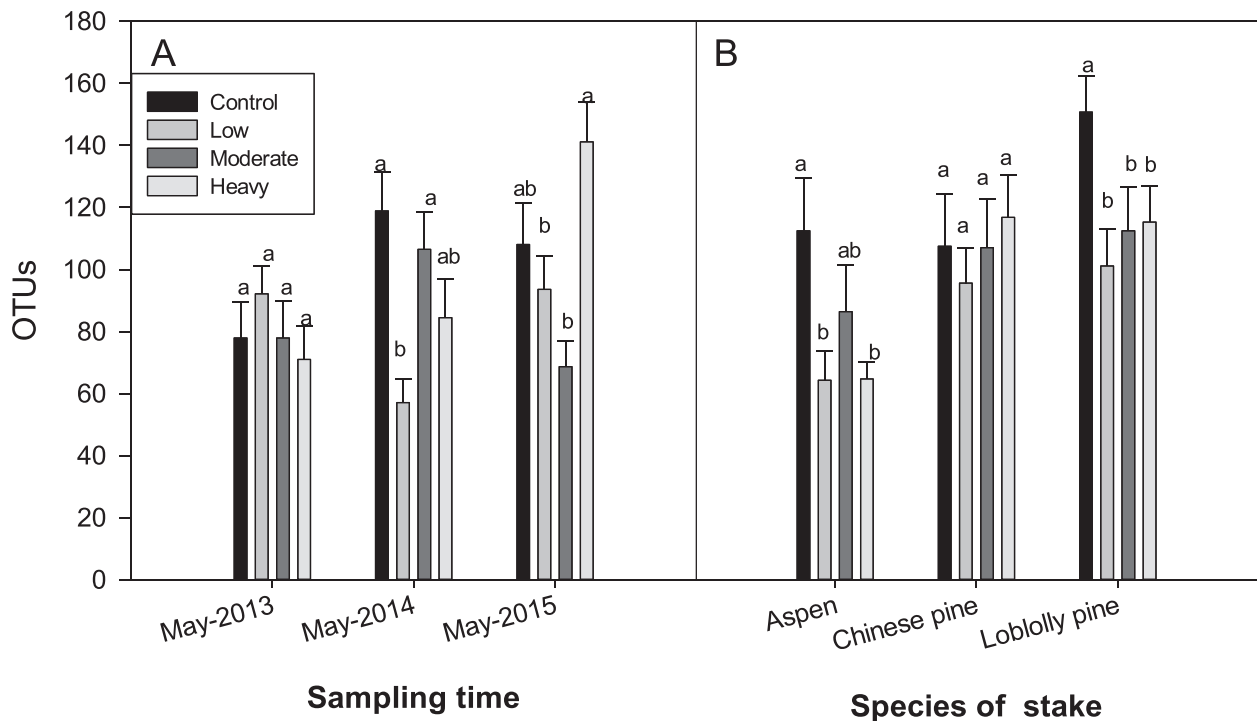 180
160
140
120
100
80
60
40
20
0
OTUs
A
Control
Low
Moderate
Heavy
a a a a
a b a ab
ab b b a
May-2013 May-2014 May-2015
Sampling time
B
a b ab b
a a a a
a b b b
Aspen Chinese pine Loblolly pine
Species of stake